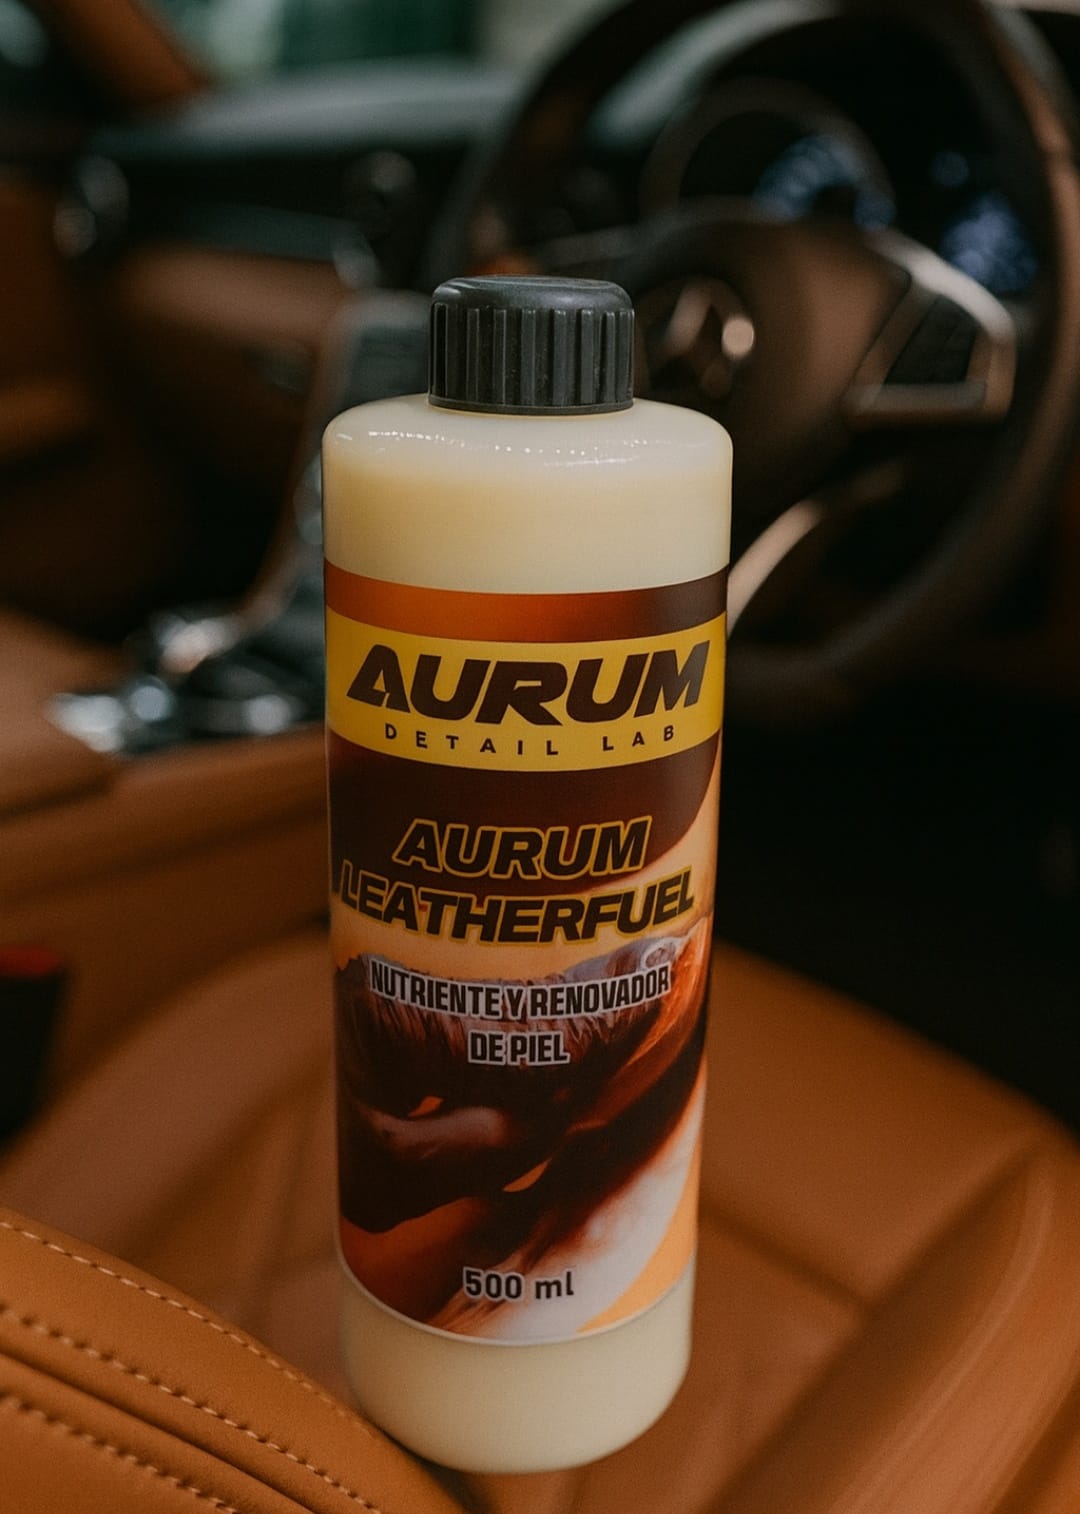 AURUM
DETAIL LAB
AURUM
LEATHERFUEL
NUTRIENTE Y RENOVADOR
DE PIEL
500 ml